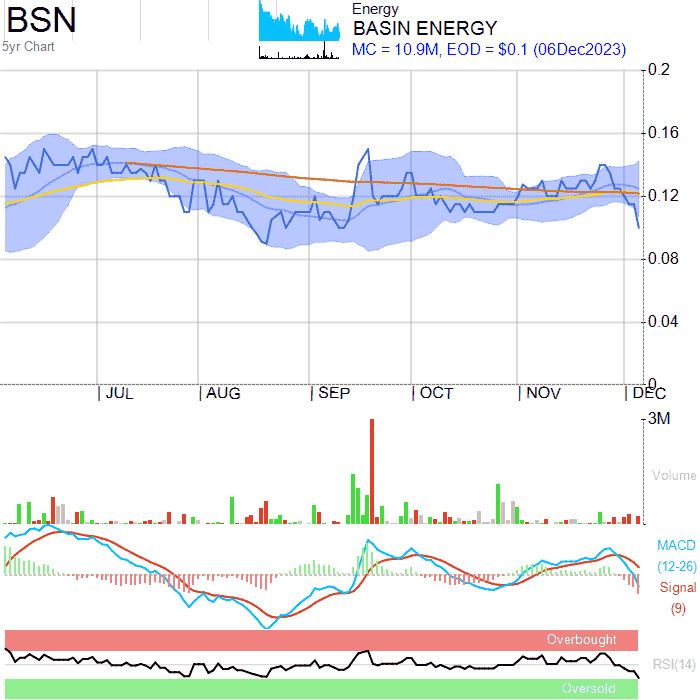 BSN
5yr Chart
Energy
BASIN ENERGY
MC = 10.9M, EOD = $0.1 (06Dec2023)
0.2
0.16
0.12
0.08
0.04
0
JUL AUG SEP OCT NOV DEC
3M
Volume
MACD
(12-26)
Signal
(9)
Overbought
RSI(14)
Oversold